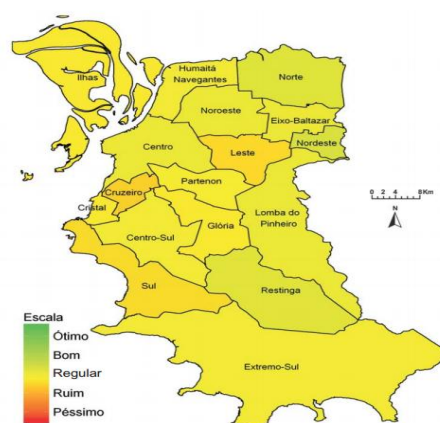 Ilhas
Humaitá
Navegantes
Norte
Noroeste
Eixo-Baltazar
Centro
Leste
Nordeste
Partenon
Cruzeiro
Cristal
Glória
Lomba do
Pinheiro
Centro-Sul
Sul
Restinga
Extremo-Sul
0 2 4 8Km
N
Escala
Ótimo
Bom
Regular
Ruim
Péssimo